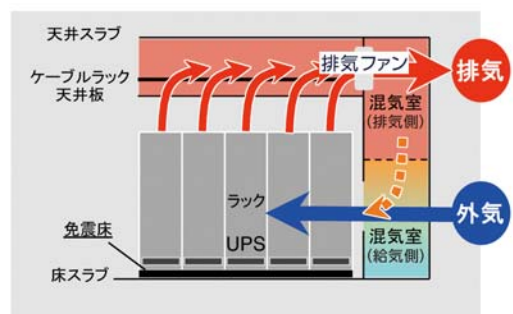 天井スラブ
ケーブルラック
天井板
排気ファン
排気
混気室
(排気側)
ラック
外気
UPS
混気室
(給気側)
免震床
床スラブ